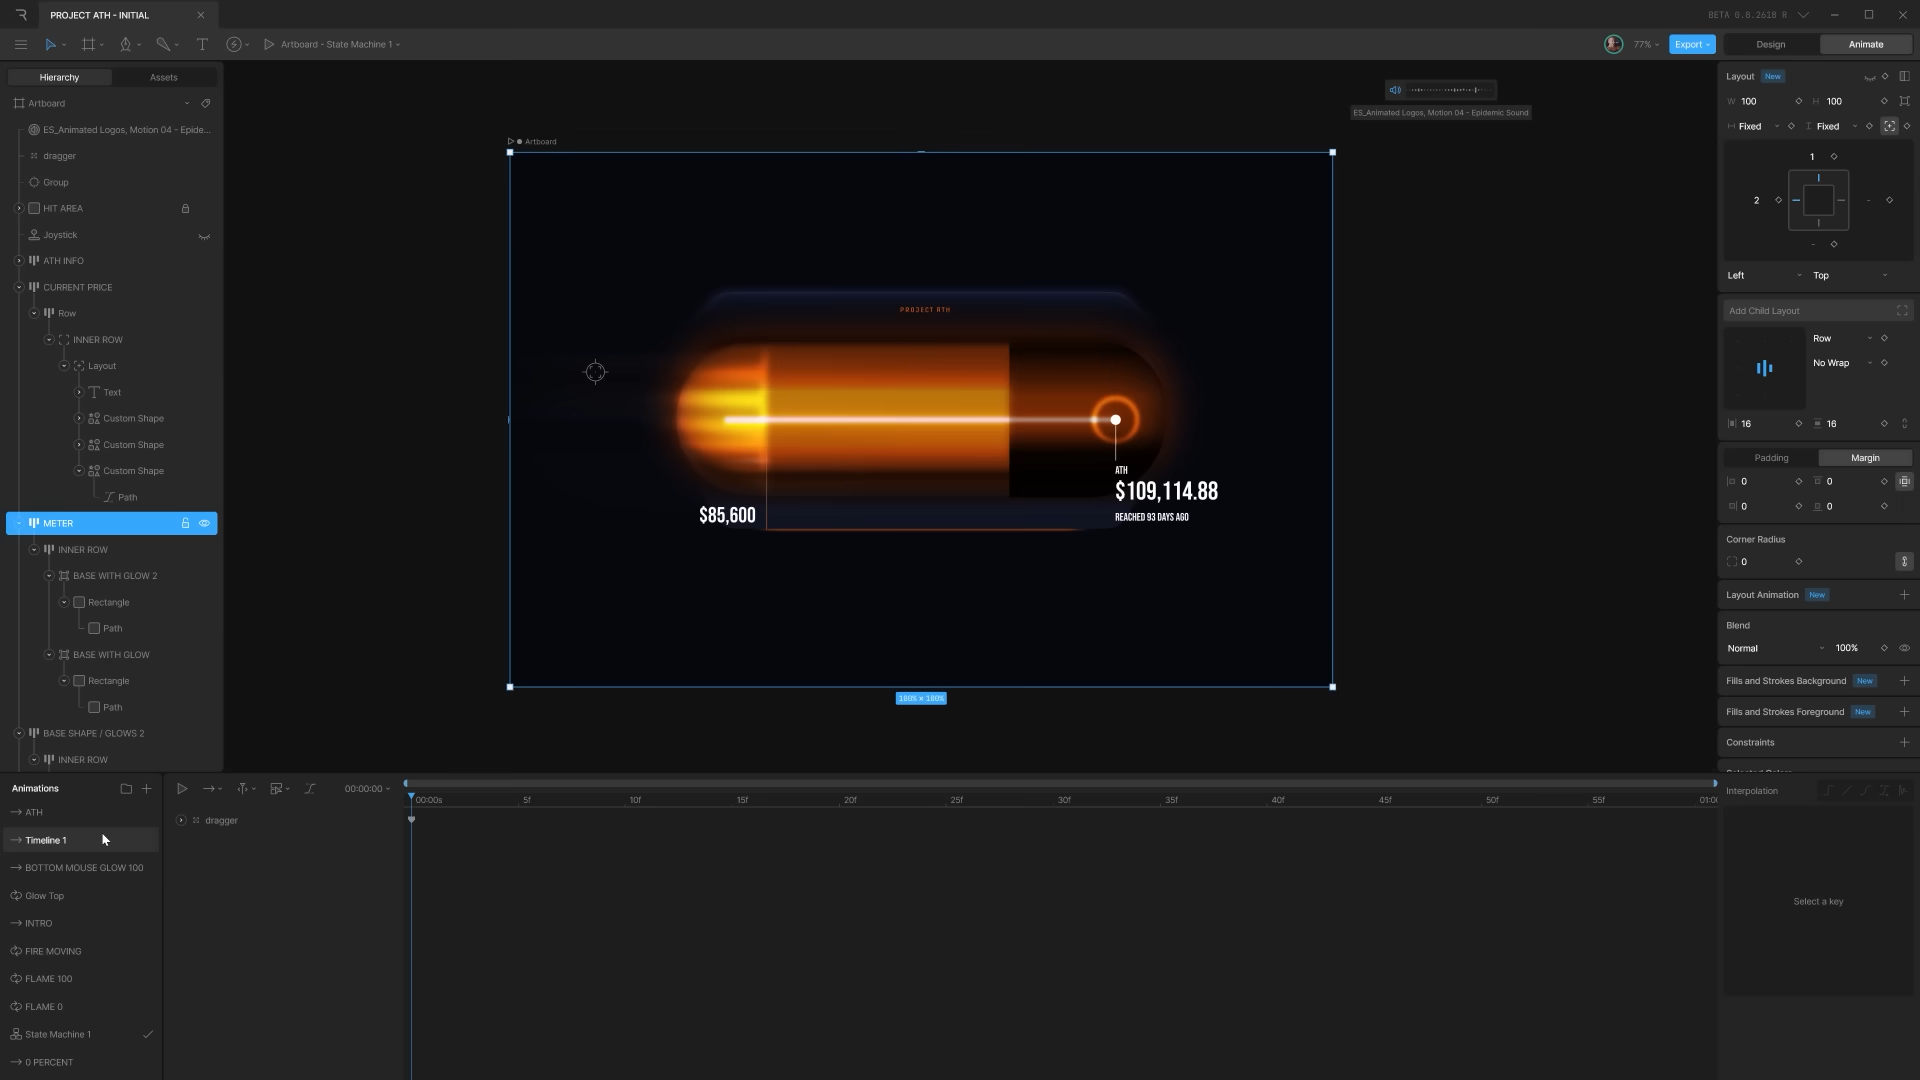 PROJECT ATH - INITIAL
BETA 0.8.2618 R
Artboard - State Machine 1
77%
Export
Design
Animate
Hierarchy
Assets
Artboard
ES_Animated Logos, Motion 04 - Epide...
dragger
Group
HIT AREA
Joystick
ATH INFO
CURRENT PRICE
Row
INNER ROW
Layout
Text
Custom Shape
Custom Shape
Custom Shape
Path
METER
INNER ROW
BASE WITH GLOW 2
Rectangle
Path
BASE WITH GLOW
Rectangle
Path
BASE SHAPE / GLOWS 2
INNER ROW
ES_Animated Logos, Motion 04 - Epidemic Sound
Artboard
PROJECT ATH
ATH
$109,114.88
REACHED 93 DAYS AGO
$85,600
100% × 100%
Layout New
W 100
H 100
Fixed
Fixed
1
2
-
-
Left
Top
Add Child Layout
Row
No Wrap
16
16
Padding
Margin
0
0
0
0
Corner Radius
0
Layout Animation New
Blend
Normal
100%
Fills and Strokes Background New
Fills and Strokes Foreground New
Constraints
Animations
ATH
Timeline 1
BOTTOM MOUSE GLOW 100
Glow Top
INTRO
FIRE MOVING
FLAME 100
FLAME 0
State Machine 1
0 PERCENT
00:00:00
00:00s 5f 10f 15f 20f 25f 30f 35f 40f 45f 50f 55f
dragger
Interpolation
Select a key